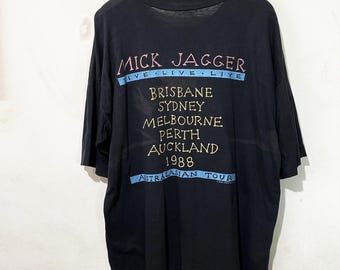 MICK JAGGER
LIVE • LIVE • LIVE
BRISBANE
SYDNEY
MELBOURNE
PERTH
AUCKLAND
1988
AUSTRALASIAN TOUR